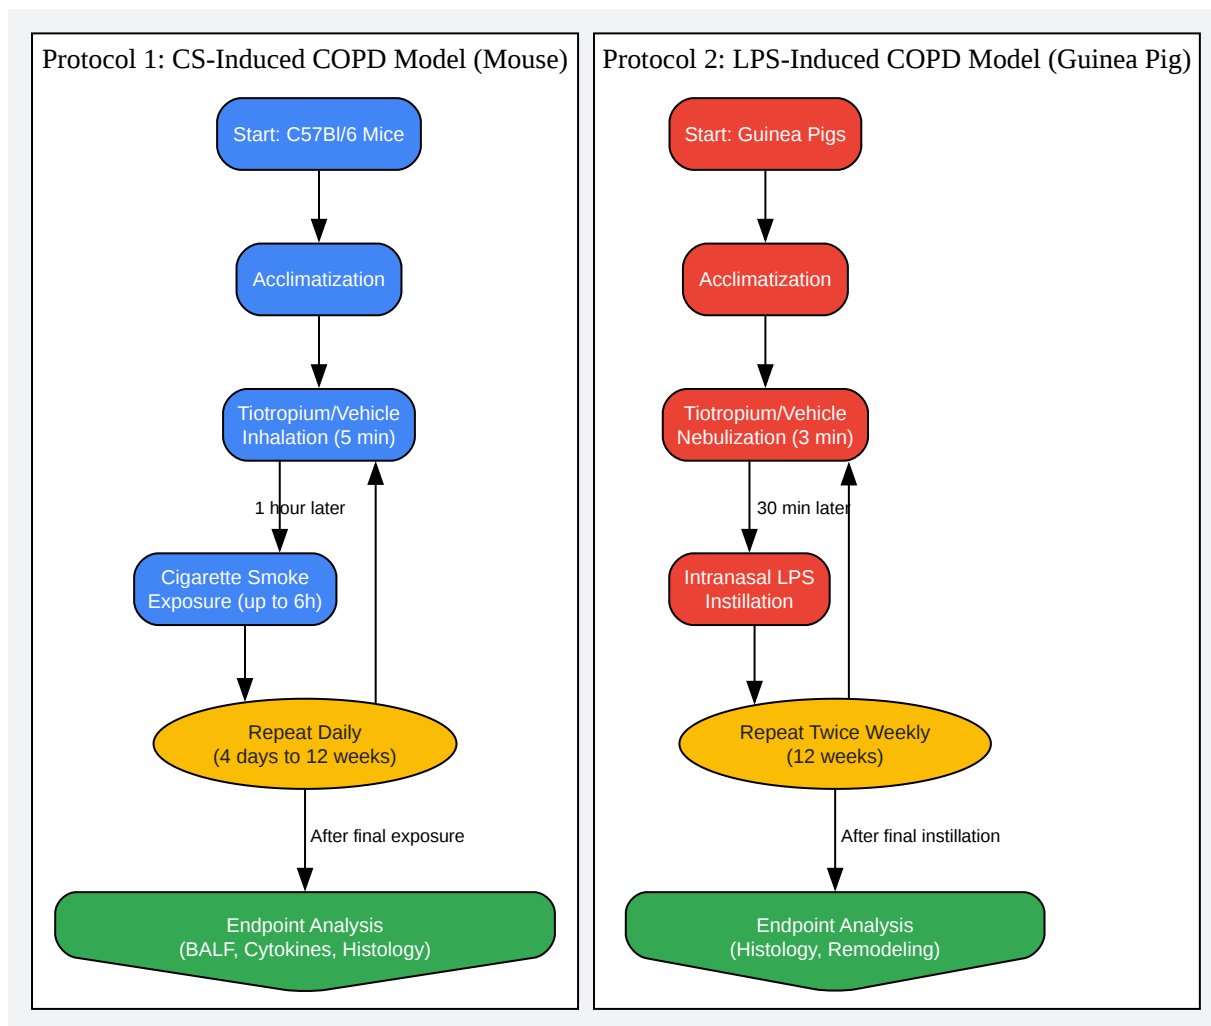 Protocol 1: CS-Induced COPD Model (Mouse)
Start: C57Bl/6 Mice
Acclimatization
Tiotropium/Vehicle
Inhalation (5 min)
1 hour later
Cigarette Smoke
Exposure (up to 6h)
Repeat Daily
(4 days to 12 weeks)
After final exposure
Endpoint Analysis
(BALF, Cytokines, Histology)
Protocol 2: LPS-Induced COPD Model (Guinea Pig)
Start: Guinea Pigs
Acclimatization
Tiotropium/Vehicle
Nebulization (3 min)
30 min later
Intranasal LPS
Instillation
Repeat Twice Weekly
(12 weeks)
After final instillation
Endpoint Analysis
(Histology, Remodeling)